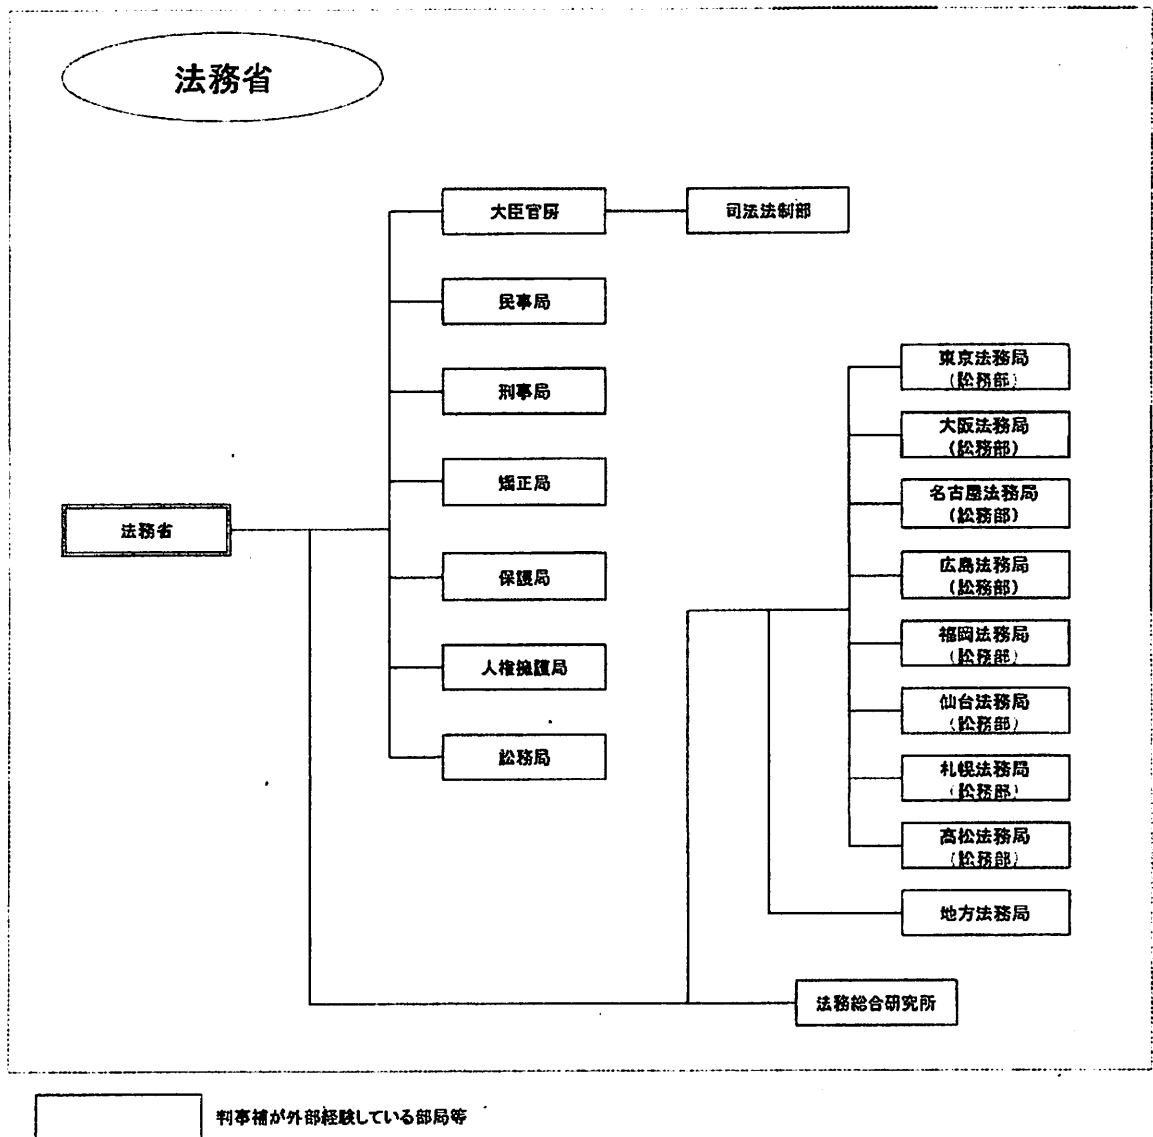 法務省
大臣官房
司法法制部
民事局
刑事局
矯正局
法務省
保護局
人権擁護局
訟務局
東京法務局
(訟務部)
大阪法務局
(訟務部)
名古屋法務局
(訟務部)
広島法務局
(訟務部)
福岡法務局
(訟務部)
仙台法務局
(訟務部)
札幌法務局
(訟務部)
高松法務局
(訟務部)
地方法務局
法務総合研究所
判事補が外部経験している部局等